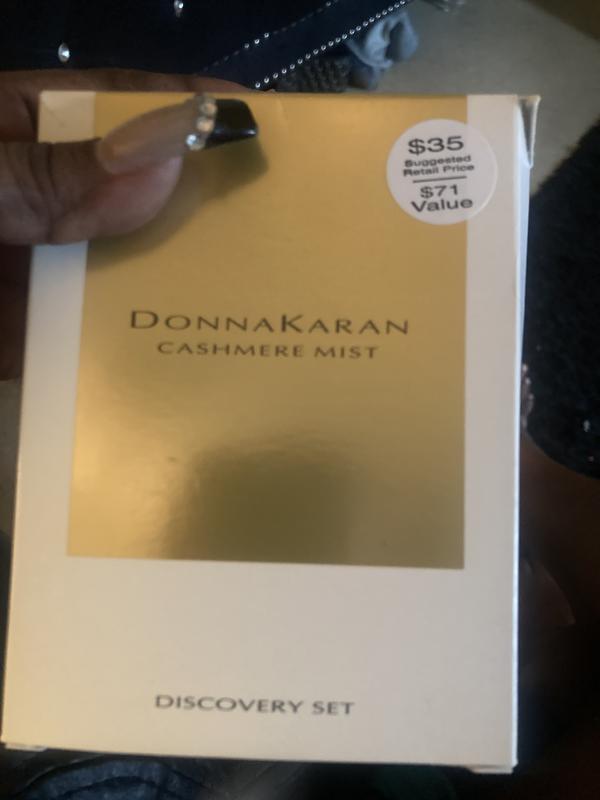 $35
Suggested
Retail Price
$71
Value
DONNAKARAN
CASHMERE MIST
DISCOVERY SET